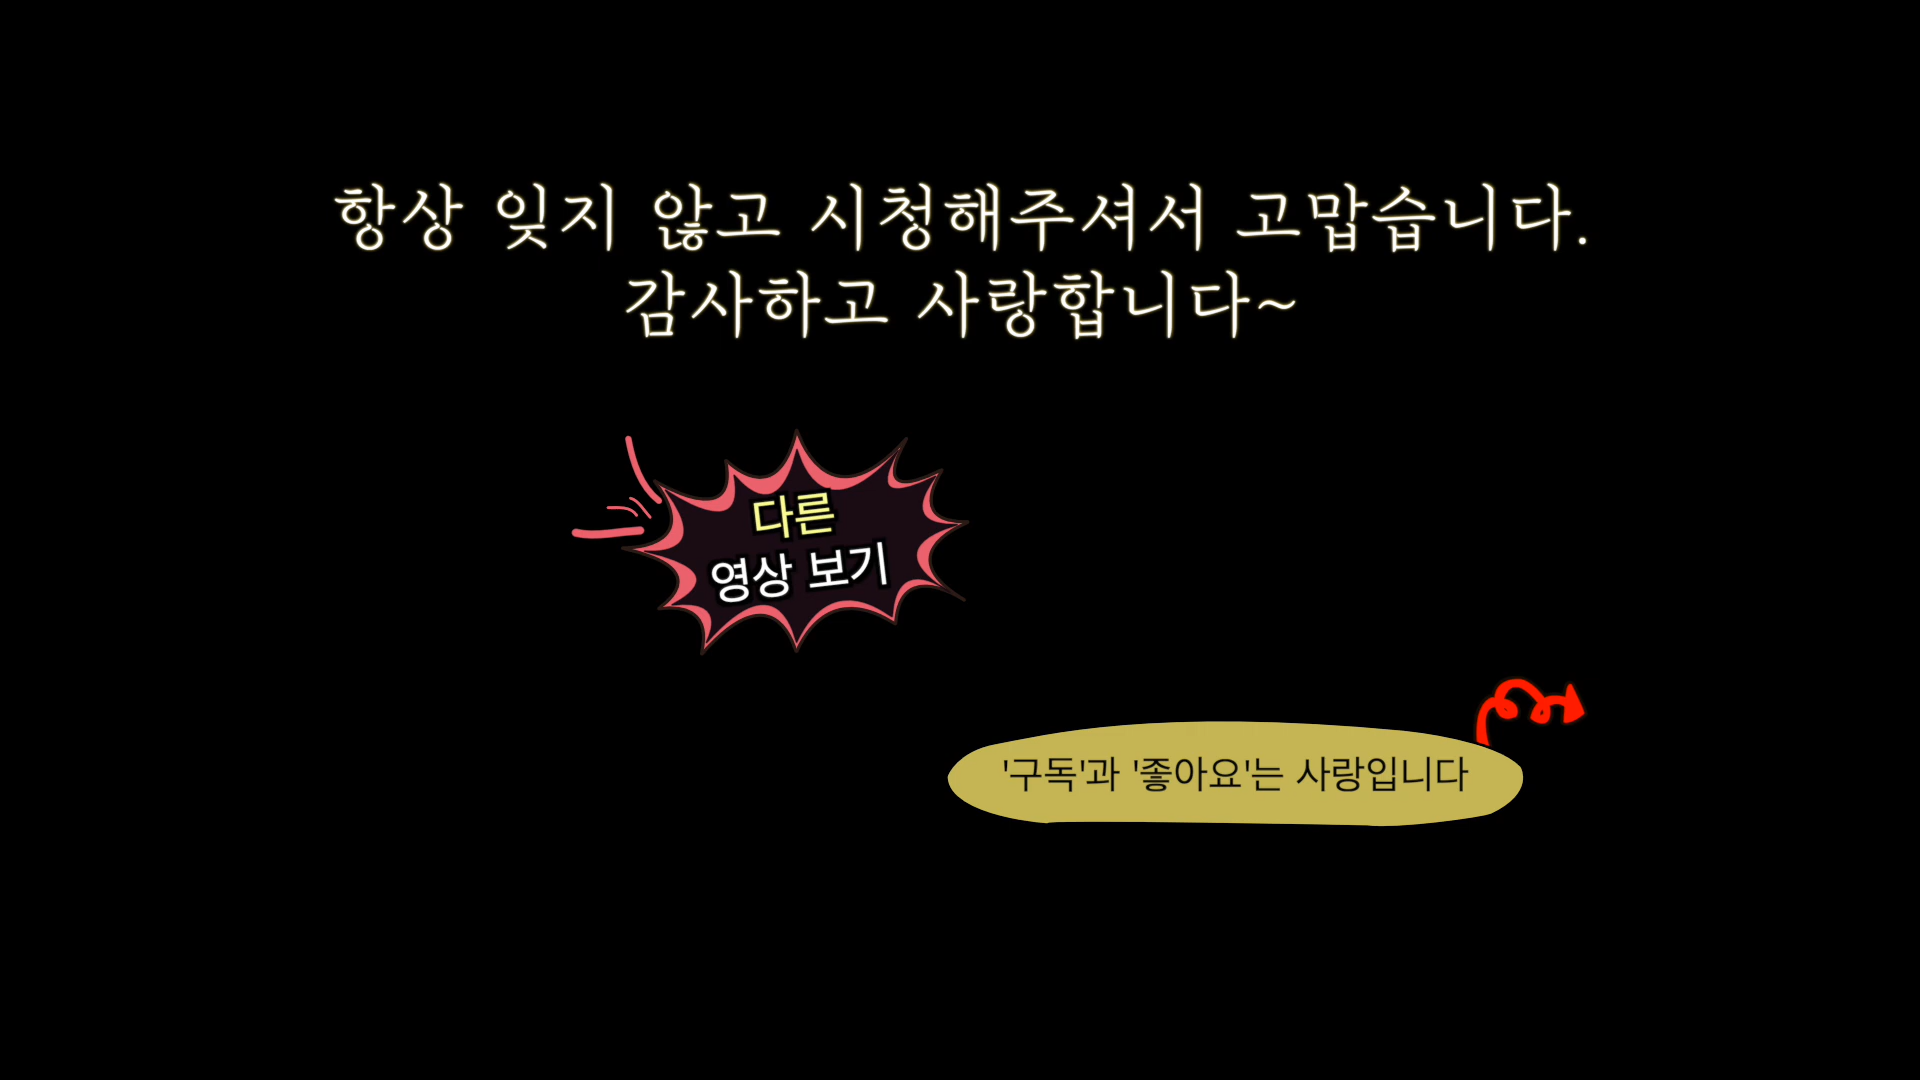 항상 잊지 않고 시청해주셔서 고맙습니다.
감사하고 사랑합니다~
다른
영상 보기
'구독'과 '좋아요'는 사랑입니다